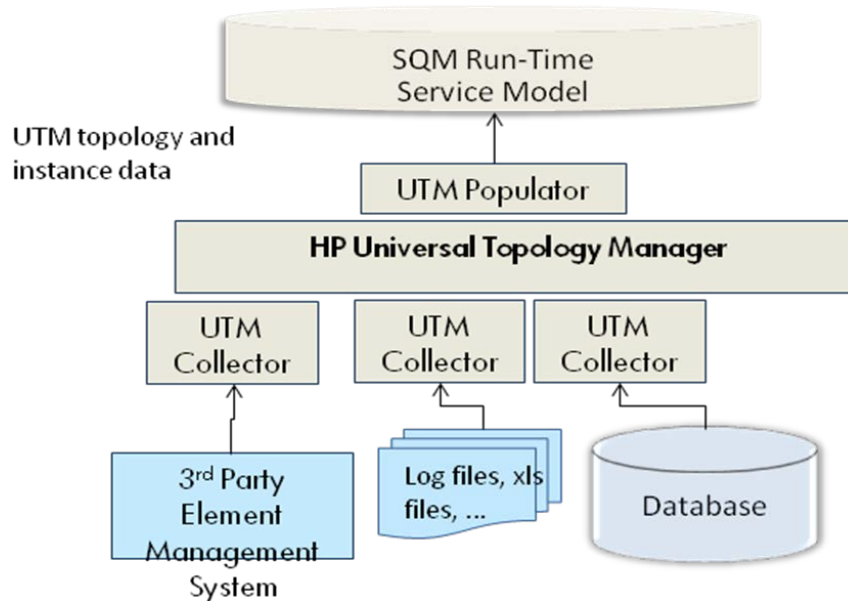 SQM Run-Time
Service Model
UTM topology and
instance data
UTM Populator
HP Universal Topology Manager
UTM
Collector
UTM
Collector
UTM
Collector
3rd Party
Element
Management
System
Log files, xls
files, ...
Database